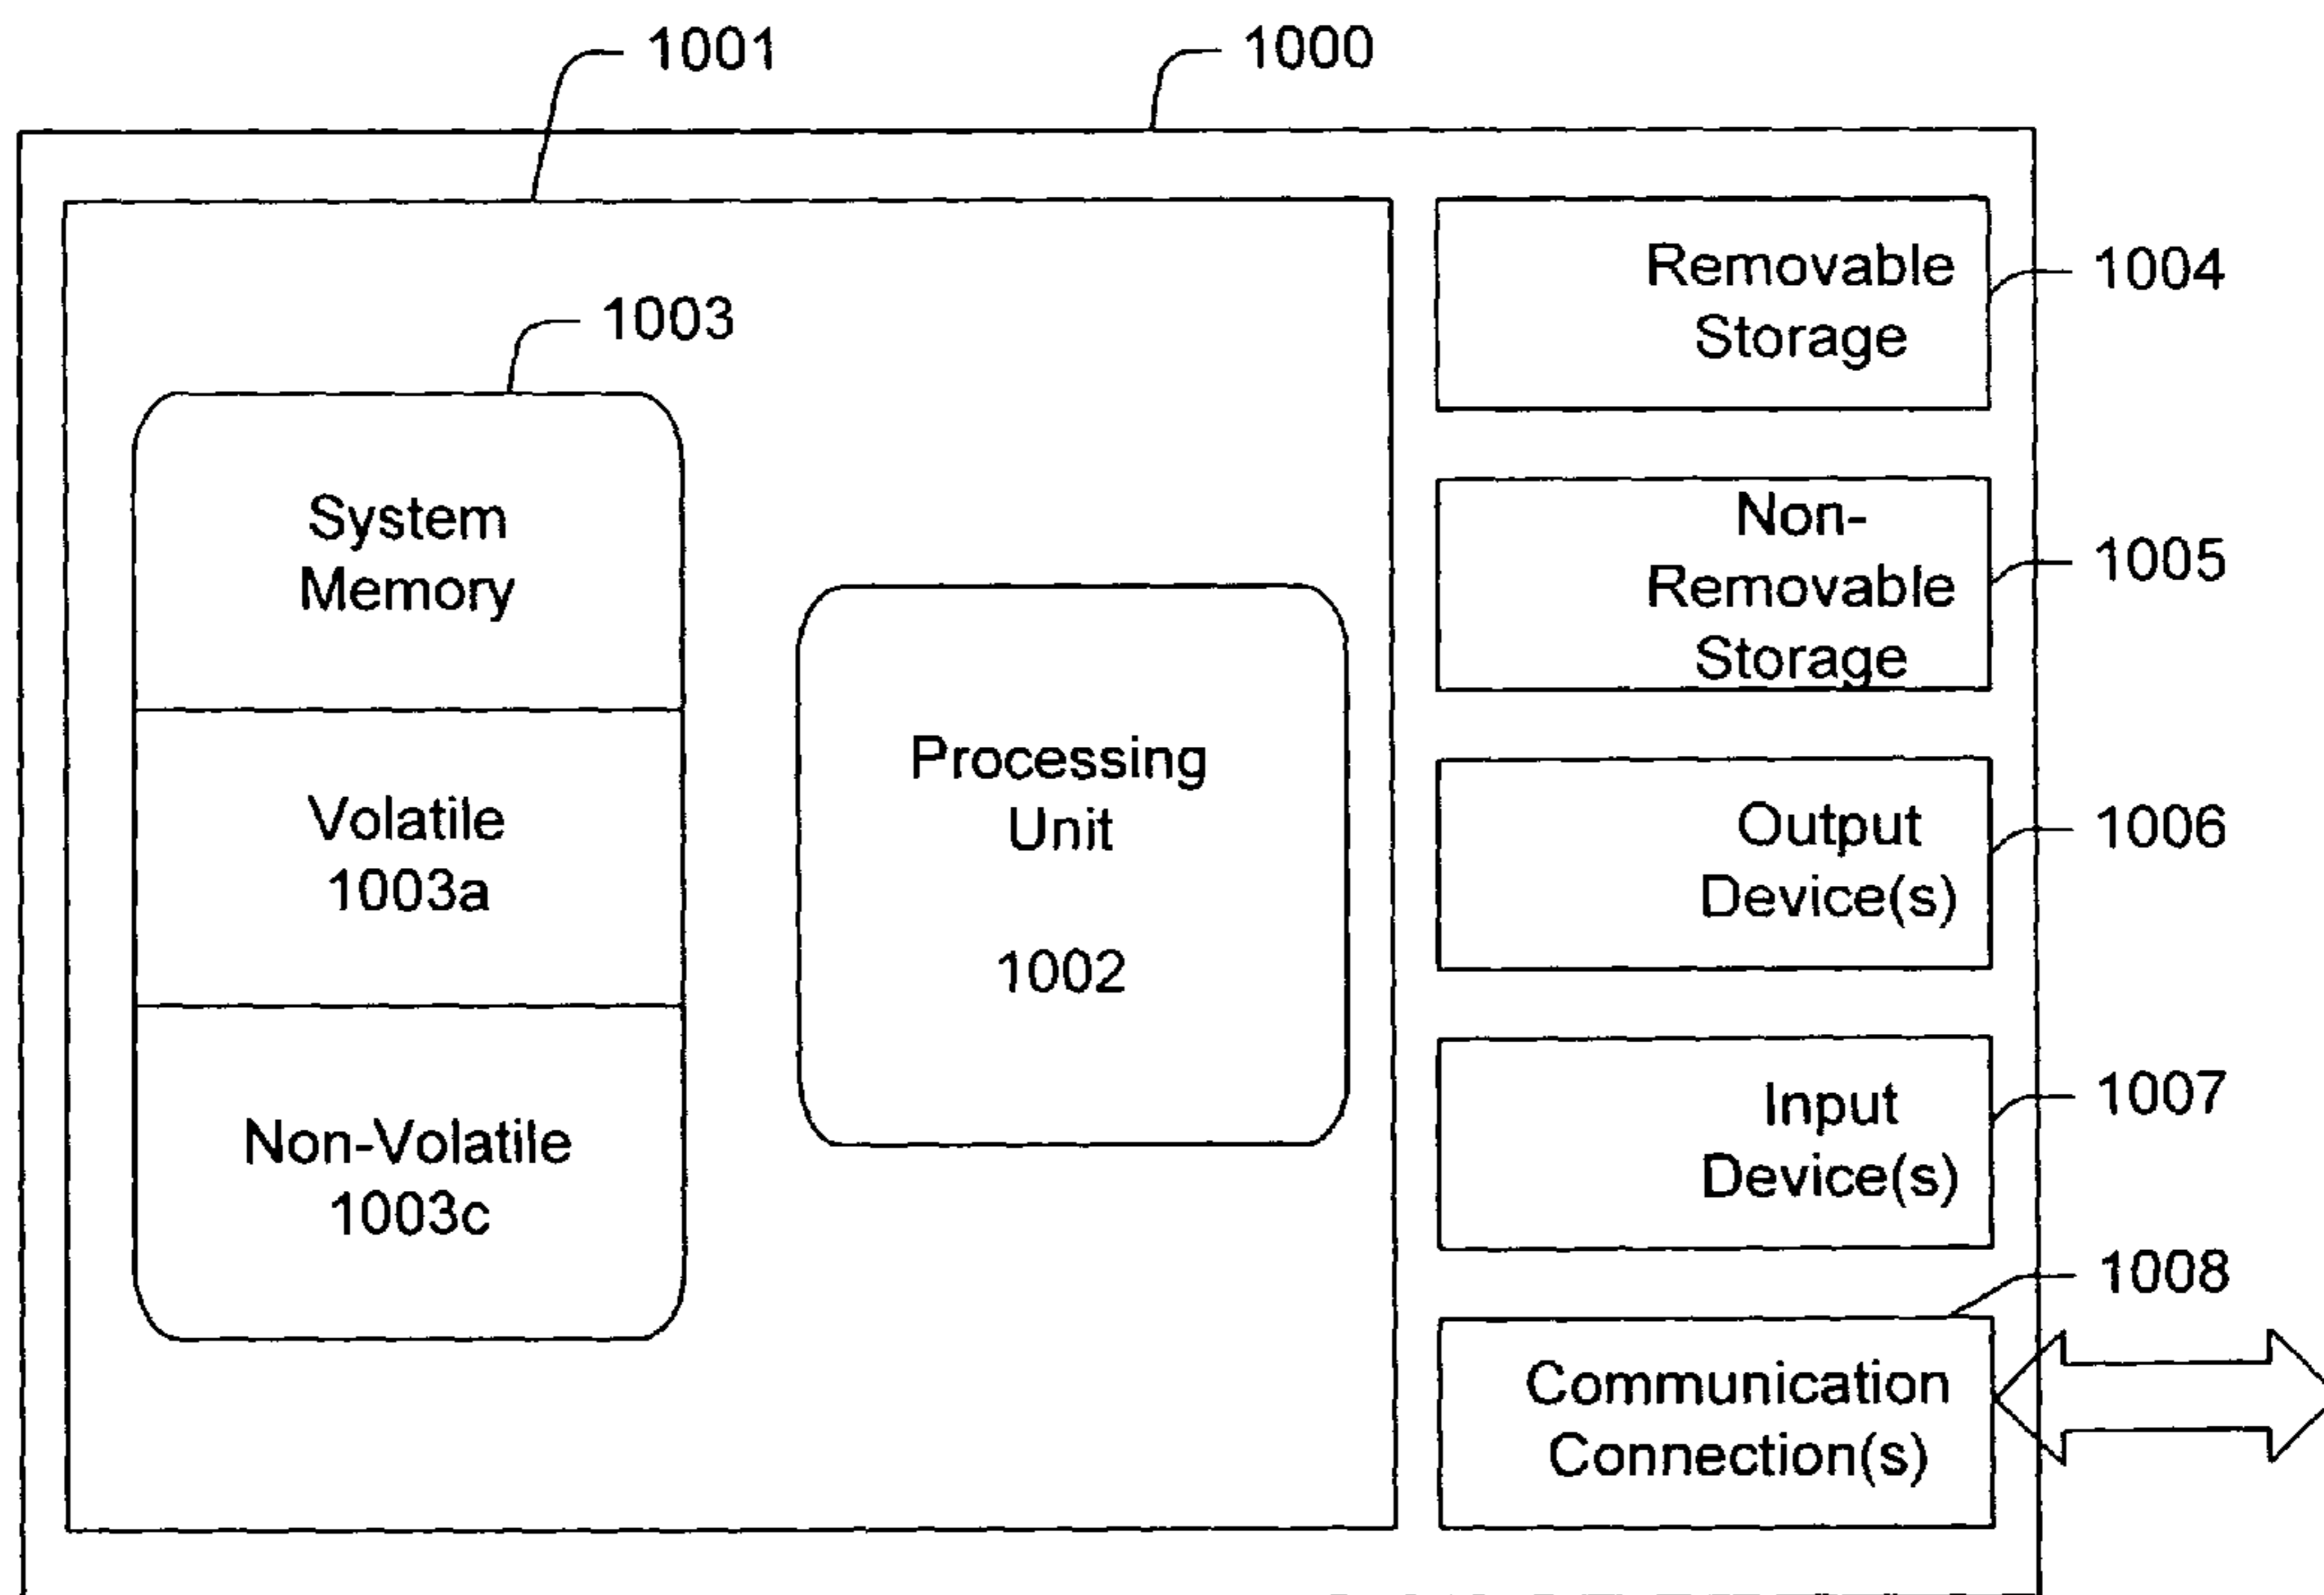 1001
1000
1003
System
Memory
Volatile
1003a
Non-Volatile
1003c
Processing
Unit
1002
Removable
Storage
1004
Non-
Removable
Storage
1005
Output
Device(s)
1006
Input
Device(s)
1007
1008
Communication
Connection(s)